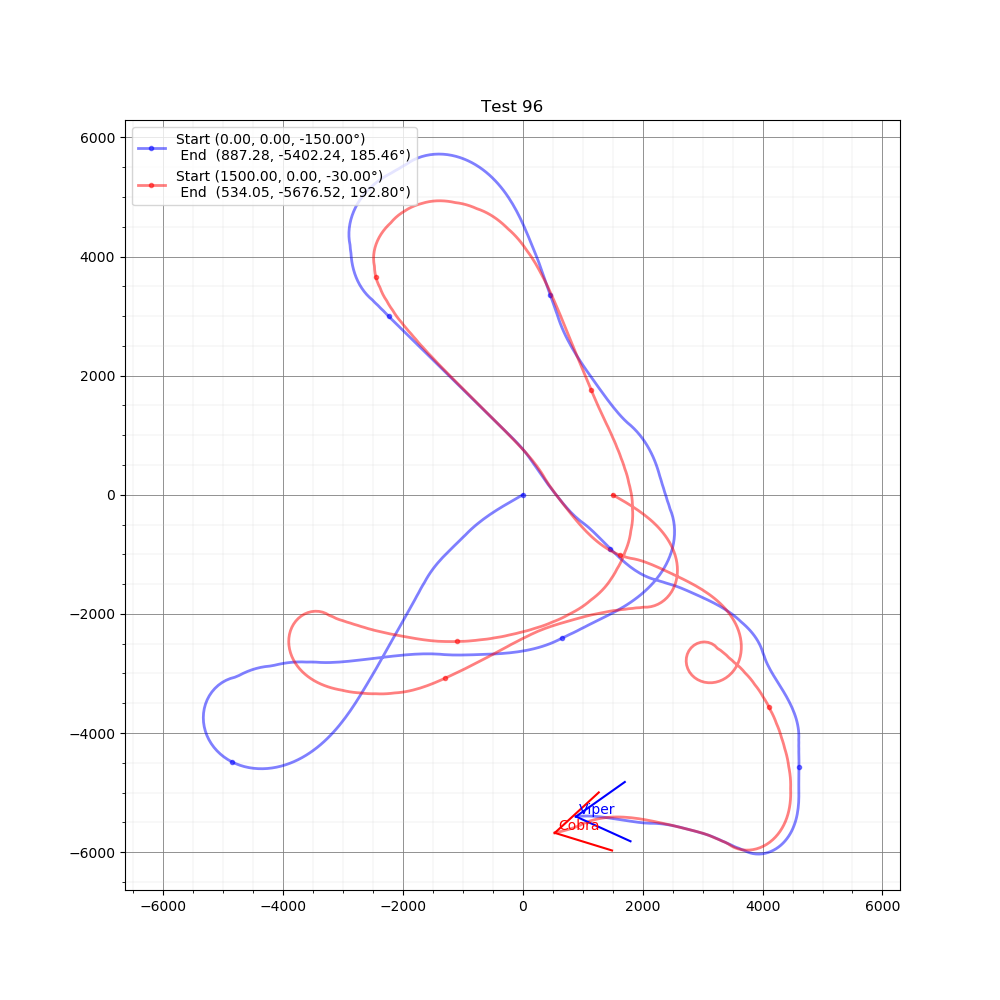 Test 96
Start (0.00, 0.00, -150.00°)
End (887.28, -5402.24, 185.46°)
Start (1500.00, 0.00, -30.00°)
End (534.05, -5676.52, 192.80°)
6000
4000
2000
0
−2000
−4000
−6000
Viper
Cobra
−6000 −4000 −2000 0 2000 4000 6000